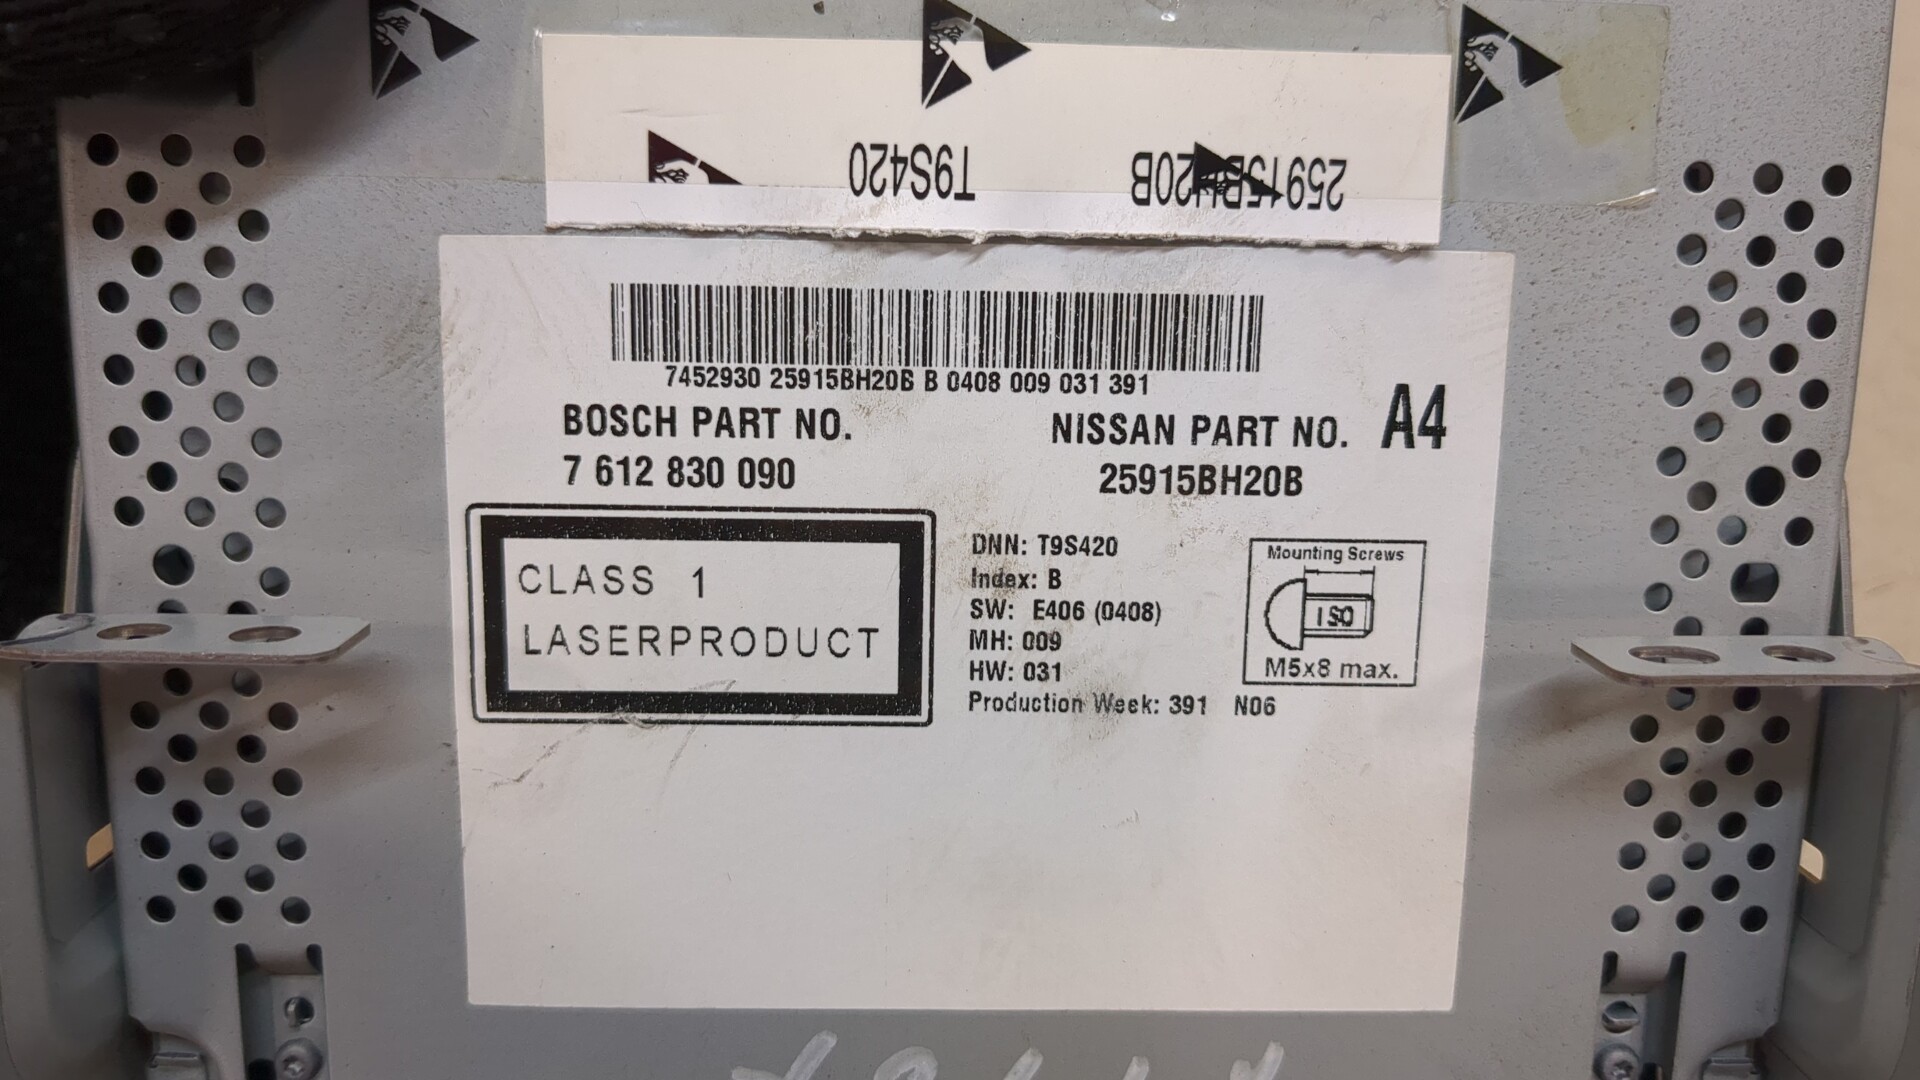 T9S420
25915BH20B
7452930 25915BH20B B 0408 009 031 391
BOSCH PART NO.
7 612 830 090
NISSAN PART NO. A4
25915BH20B
CLASS 1
LASERPRODUCT
DNN: T9S420
Index: B
SW: E406 (0408)
MH: 009
HW: 031
Production Week: 391 N06
Mounting Screws
ISO
M5x8 max.